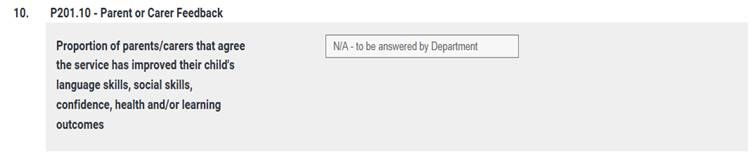 10. P201.10 - Parent or Carer Feedback
Proportion of parents/carers that agree
the service has improved their child's
language skills, social skills,
confidence, health and/or learning
outcomes
N/A - to be answered by Department